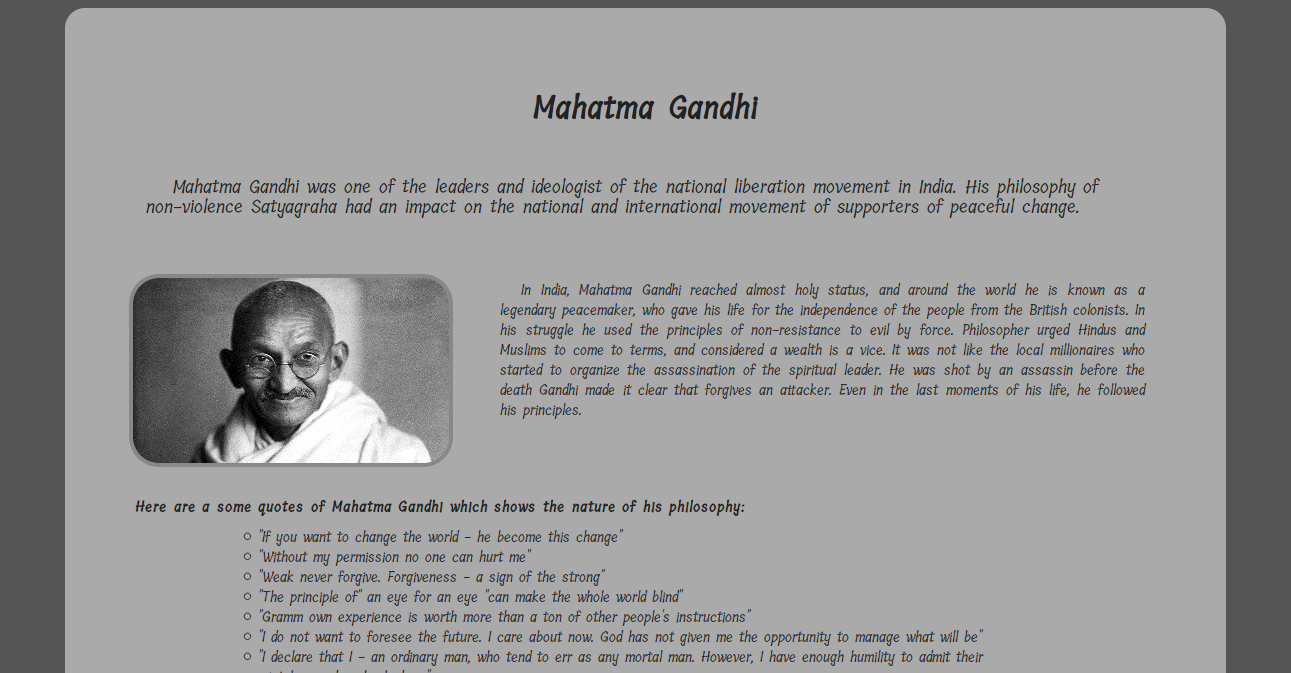 Mahatma Gandhi
Mahatma Gandhi was one of the leaders and ideologist of the national liberation movement in India. His philosophy of
non-violence Satyagraha had an impact on the national and international movement of supporters of peaceful change.
In India, Mahatma Gandhi reached almost holy status, and around the world he is known as a
legendary peacemaker, who gave his life for the independence of the people from the British colonists. In
his struggle he used the principles of non-resistance to evil by force. Philosopher urged Hindus and
Muslims to come to terms, and considered a wealth is a vice. It was not like the local millionaires who
started to organize the assassination of the spiritual leader. He was shot by an assassin before the
death Gandhi made it clear that forgives an attacker. Even in the last moments of his life, he followed
his principles.
Here are a some quotes of Mahatma Gandhi which shows the nature of his philosophy:
"If you want to change the world - he become this change"
"Without my permission no one can hurt me"
"Weak never forgive. Forgiveness - a sign of the strong"
"The principle of" an eye for an eye "can make the whole world blind"
"Gramm own experience is worth more than a ton of other people's instructions"
"I do not want to foresee the future. I care about now. God has not given me the opportunity to manage what will be"
"I declare that I - an ordinary man, who tend to err as any mortal man. However, I have enough humility to admit their